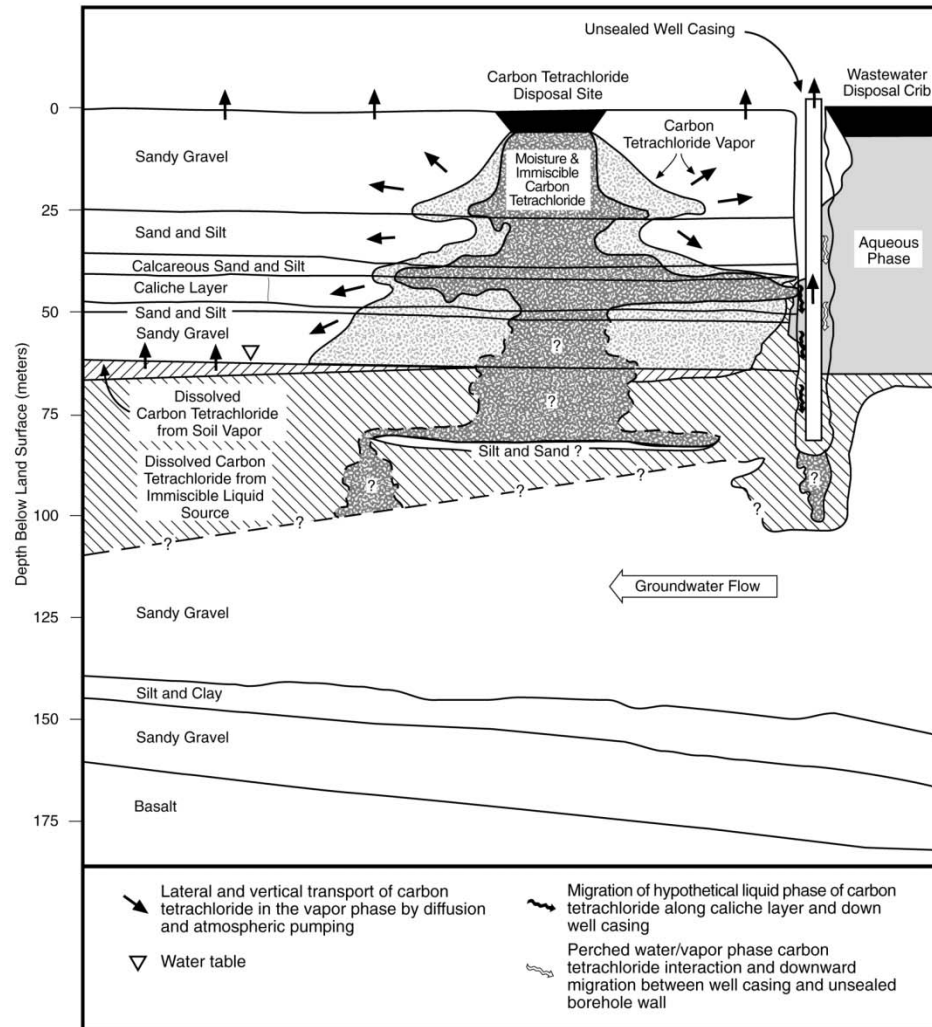 Unsealed Well Casing
Carbon Tetrachloride
Disposal Site
Wastewater
Disposal Crib
0
Sandy Gravel
Moisture &
Immiscible
Carbon
Tetrachloride
Carbon
Tetrachloride Vapor
25
Sand and Silt
Aqueous
Phase
Calcareous Sand and Silt
Caliche Layer
50
Sand and Silt
Sandy Gravel
?
Dissolved
Carbon Tetrachloride
from Soil Vapor
75
?
Silt and Sand ?
Dissolved Carbon
Tetrachloride from
Immiscible Liquid
Source
?
?
?
?
?
?
?
100
Depth Below Land Surface (meters)
Groundwater Flow
Sandy Gravel
125
Silt and Clay
150
Sandy Gravel
Basalt
175
Lateral and vertical transport of carbon
tetrachloride in the vapor phase by diffusion
and atmospheric pumping
Water table
Migration of hypothetical liquid phase of carbon
tetrachloride along caliche layer and down
well casing
Perched water/vapor phase carbon
tetrachloride interaction and downward
migration between well casing and unsealed
borehole wall